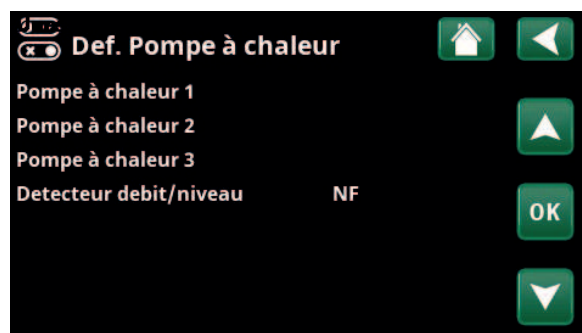 Def. Pompe à chaleur
Pompe à chaleur 1
Pompe à chaleur 2
Pompe à chaleur 3
Detecteur debit/niveau NF
OK